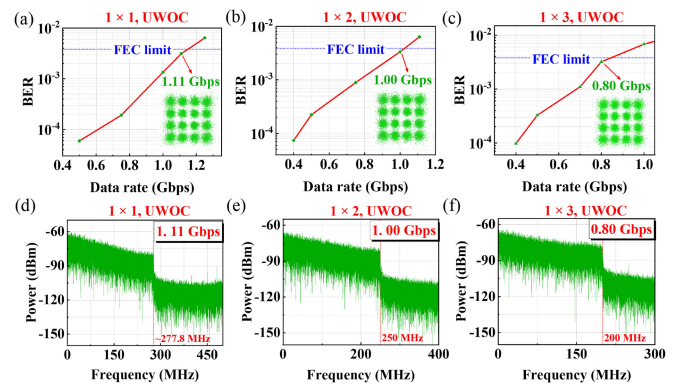 (a) 1 × 1, UWOC
BER
10⁻²
10⁻³
10⁻⁴
FEC limit
1.11 Gbps
0.4 0.6 0.8 1.0 1.2
Data rate (Gbps)
(b) 1 × 2, UWOC
BER
10⁻²
10⁻³
10⁻⁴
FEC limit
1.00 Gbps
0.4 0.6 0.8 1.0
Data rate (Gbps)
(c) 1 × 3, UWOC
BER
10⁻²
10⁻³
10⁻⁴
FEC limit
0.80 Gbps
0.4 0.6 0.8 1.0
Data rate (Gbps)
(d) 1 × 1, UWOC
1. 11 Gbps
Power (dBm)
-60
-90
-120
-150
~277.8 MHz
0 150 300 450
Frequency (MHz)
(e) 1 × 2, UWOC
1. 00 Gbps
Power (dBm)
-60
-90
-120
-150
250 MHz
0 100 200 300 400
Frequency (MHz)
(f) 1 × 3, UWOC
0.80 Gbps
Power (dBm)
-60
-90
-120
-150
200 MHz
0 100 200 300
Frequency (MHz)